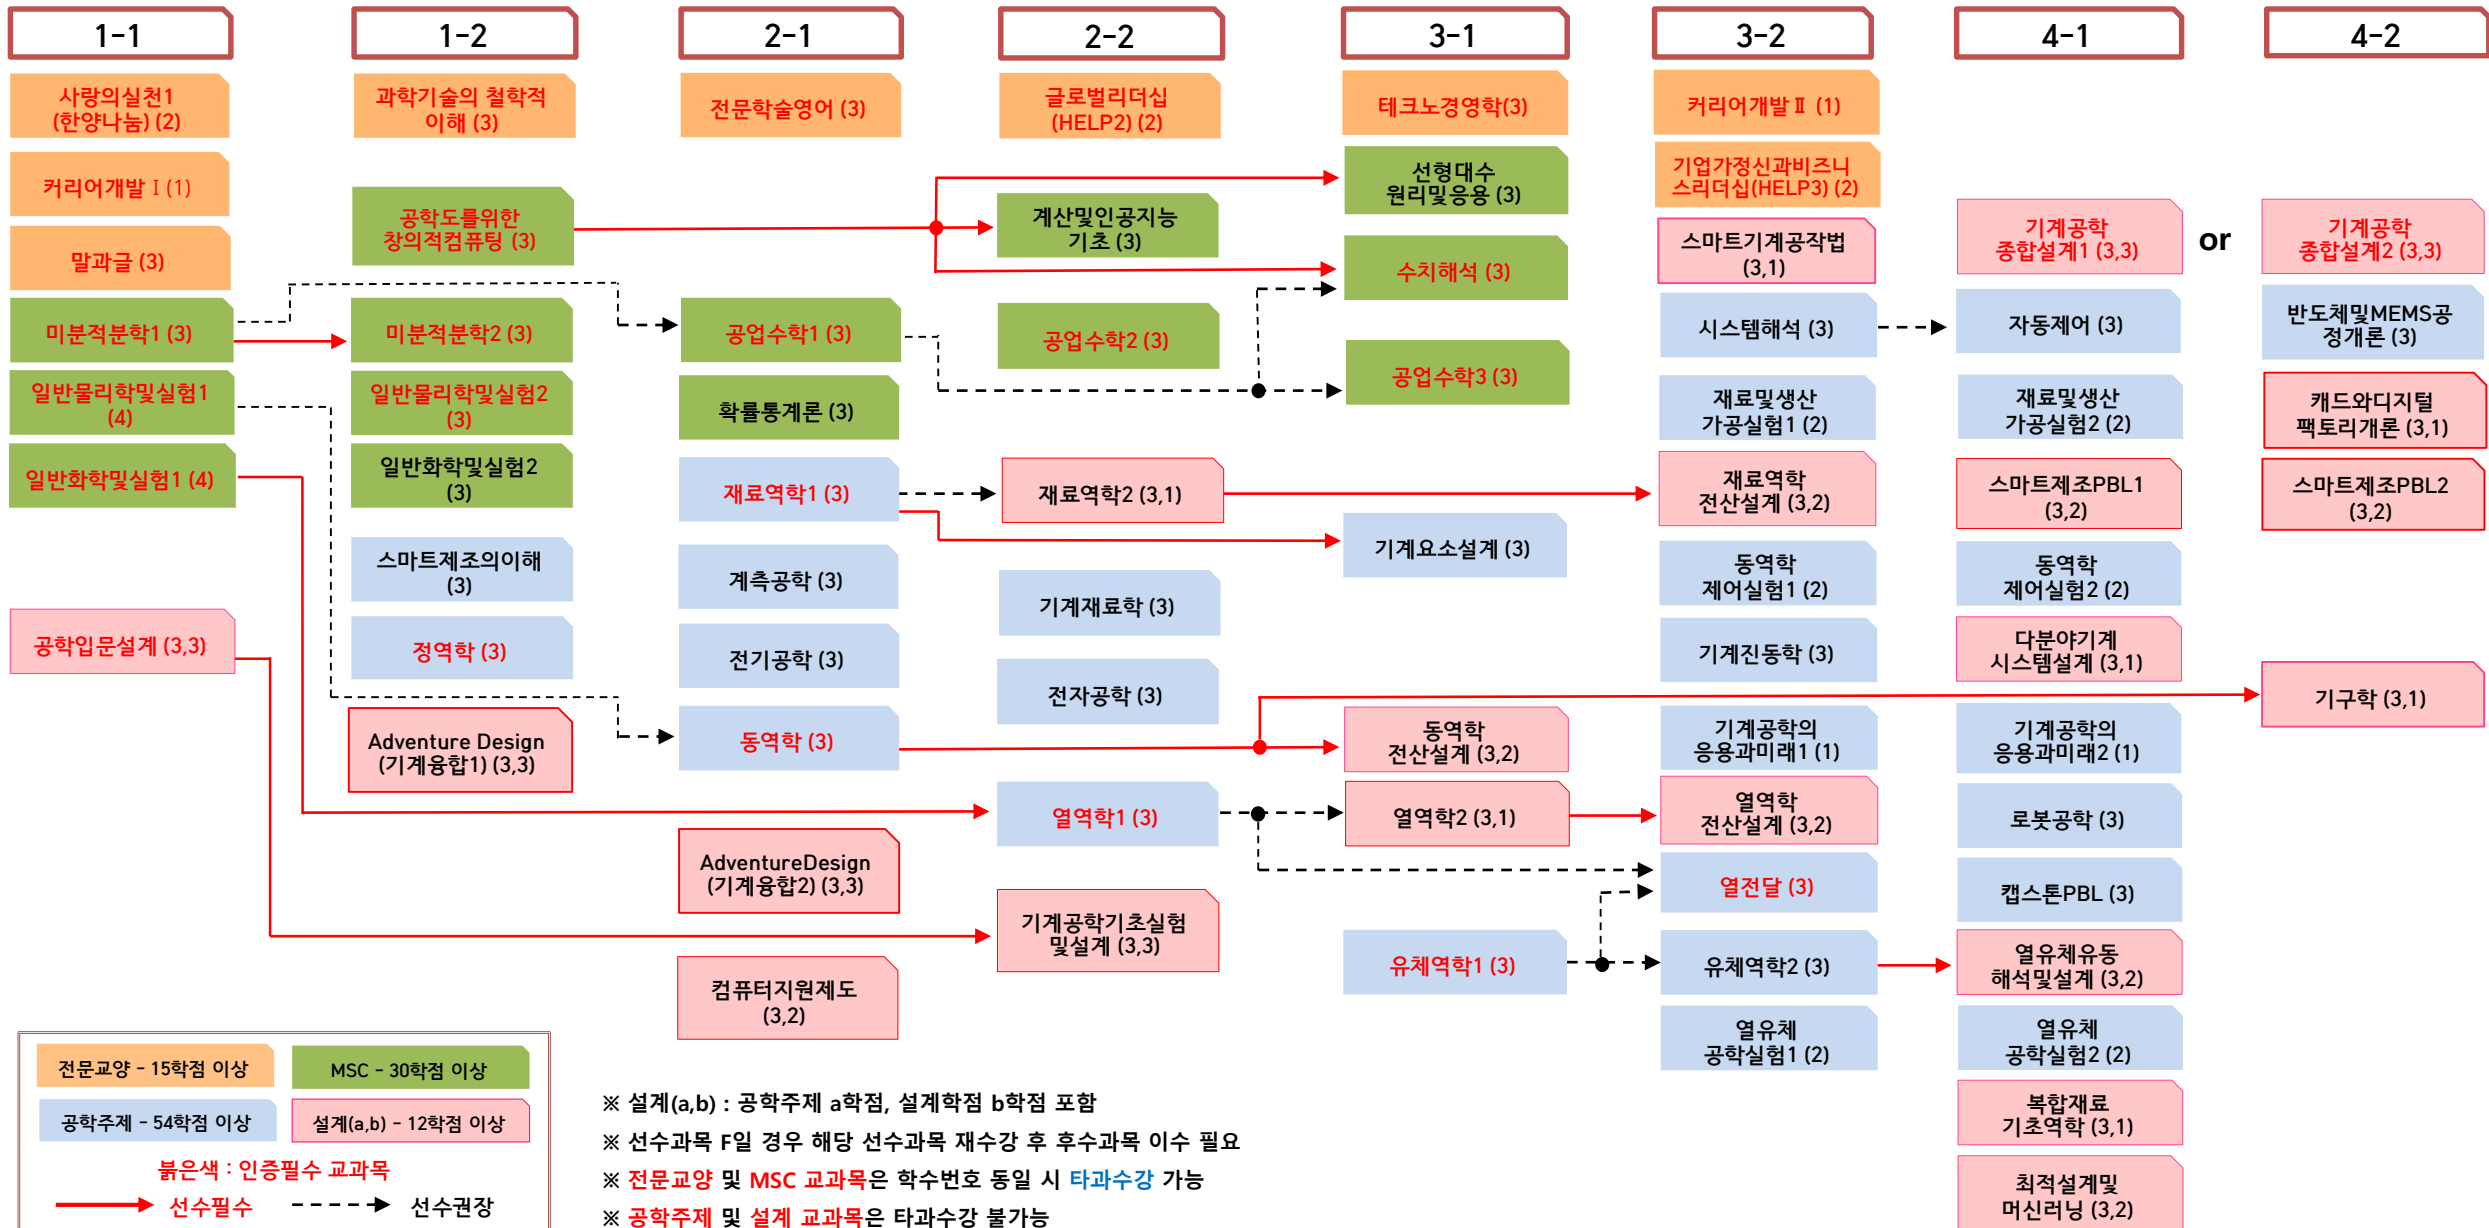 1-1
1-2
2-1
2-2
3-1
3-2
4-1
4-2
사랑의실천1
(한양나눔) (2)
커리어개발 Ⅰ (1)
말과글 (3)
미분적분학1 (3)
일반물리학및실험1
(4)
일반화학및실험1 (4)
공학입문설계 (3,3)
과학기술의 철학적
이해 (3)
공학도를위한
창의적컴퓨팅 (3)
미분적분학2 (3)
일반물리학및실험2
(3)
일반화학및실험2
(3)
스마트제조의이해
(3)
정역학 (3)
Adventure Design
(기계융합1) (3,3)
전문학술영어 (3)
공업수학1 (3)
확률통계론 (3)
재료역학1 (3)
계측공학 (3)
전기공학 (3)
동역학 (3)
AdventureDesign
(기계융합2) (3,3)
컴퓨터지원제도
(3,2)
글로벌리더십
(HELP2) (2)
계산및인공지능
기초 (3)
공업수학2 (3)
재료역학2 (3,1)
기계재료학 (3)
전자공학 (3)
열역학1 (3)
기계공학기초실험
및설계 (3,3)
테크노경영학(3)
선형대수
원리및응용 (3)
수치해석 (3)
공업수학3 (3)
기계요소설계 (3)
동역학
전산설계 (3,2)
열역학2 (3,1)
유체역학1 (3)
커리어개발 Ⅱ (1)
기업가정신과비즈니
스리더십(HELP3) (2)
스마트기계공작법
(3,1)
시스템해석 (3)
재료및생산
가공실험1 (2)
재료역학
전산설계 (3,2)
동역학
제어실험1 (2)
기계진동학 (3)
기계공학의
응용과미래1 (1)
열역학
전산설계 (3,2)
열전달 (3)
유체역학2 (3)
열유체
공학실험1 (2)
기계공학
종합설계1 (3,3)
or
자동제어 (3)
재료및생산
가공실험2 (2)
스마트제조PBL1
(3,2)
동역학
제어실험2 (2)
다분야기계
시스템설계 (3,1)
기계공학의
응용과미래2 (1)
로봇공학 (3)
캡스톤PBL (3)
열유체유동
해석및설계 (3,2)
열유체
공학실험2 (2)
복합재료
기초역학 (3,1)
최적설계및
머신러닝 (3,2)
기계공학
종합설계2 (3,3)
반도체및MEMS공
정개론 (3)
캐드와디지털
팩토리개론 (3,1)
스마트제조PBL2
(3,2)
기구학 (3,1)
전문교양 - 15학점 이상
MSC - 30학점 이상
공학주제 - 54학점 이상
설계(a,b) - 12학점 이상
붉은색 : 인증필수 교과목
선수필수
선수권장
※ 설계(a,b) : 공학주제 a학점, 설계학점 b학점 포함
※ 선수과목 F일 경우 해당 선수과목 재수강 후 후수과목 이수 필요
※ 전문교양 및 MSC 교과목은 학수번호 동일 시 타과수강 가능
※ 공학주제 및 설계 교과목은 타과수강 불가능